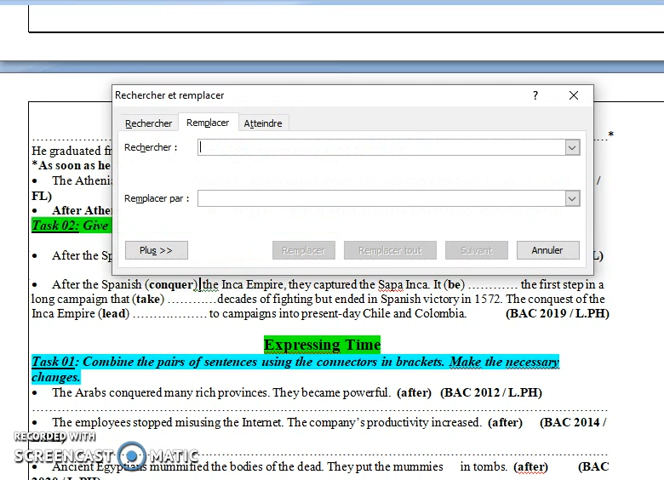 Rechercher et remplacer
? ×
Rechercher Remplacer Atteindre
Rechercher :
Remplacer par :
Plus >> Remplacer Remplacer tout Suivant Annuler
*
He graduated
*As soon as he
• The Atheni /
FL)
• After Athe
Task 02: Give
• After the Sp L)
• After the Spanish (conquer) the Inca Empire, they captured the Sapa Inca. It (be) ………… the first step in a
long campaign that (take) …………decades of fighting but ended in Spanish victory in 1572. The conquest of the
Inca Empire (lead) ……………… to campaigns into present-day Chile and Colombia. (BAC 2019 / L.PH)
Expressing Time
Task 01: Combine the pairs of sentences using the connectors in brackets. Make the necessary
changes.
• The Arabs conquered many rich provinces. They became powerful. (after) (BAC 2012 / L.PH)
• The employees stopped misusing the Internet. The company’s productivity increased. (after) (BAC 2014 /
RECORDED WITH
SCREENCAST MATIC
• Ancient Egyptians mummified the bodies of the dead. They put the mummies in tombs. (after) (BAC